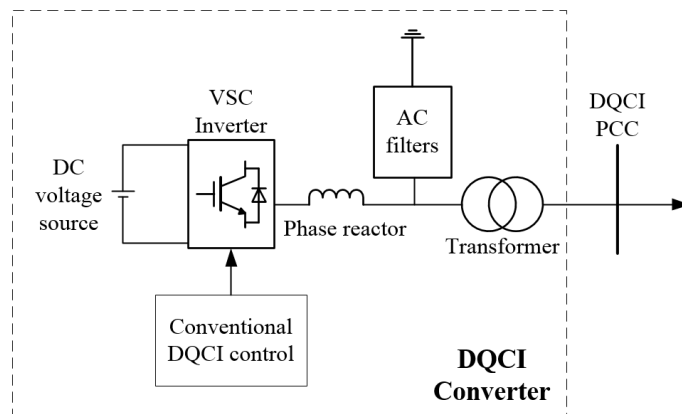 VSC
Inverter
DC
voltage
source
AC
filters
DQCI
PCC
Phase reactor
Transformer
Conventional
DQCI control
DQCI
Converter